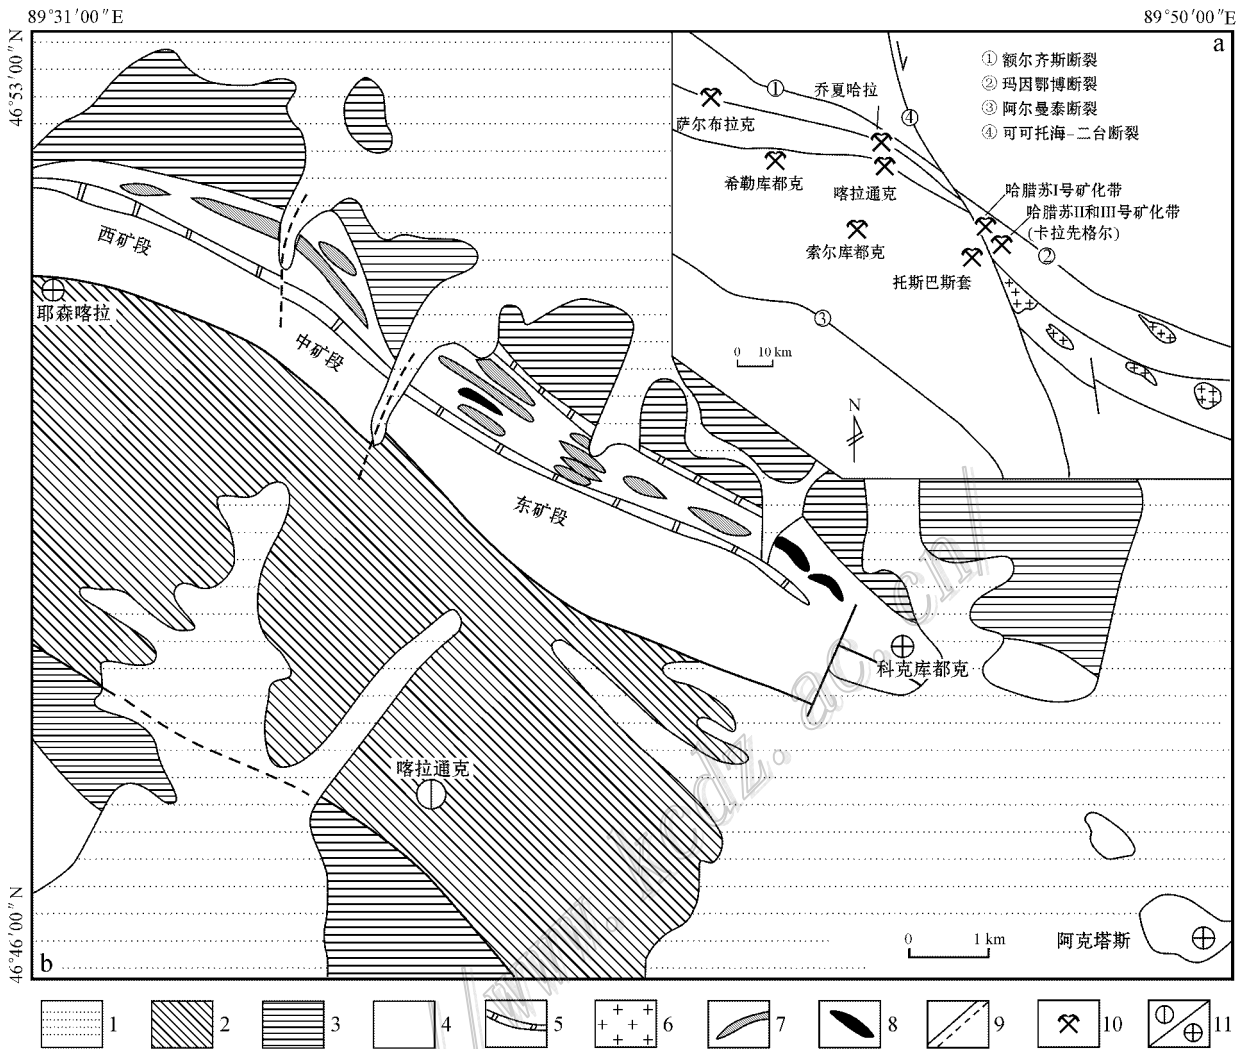 89°31′00″E
89°50′00″E
46°53′00″N
a
① 额尔齐斯断裂
② 玛因鄂博断裂
③ 阿尔曼泰断裂
④ 可可托海-二台断裂
乔夏哈拉
①
④
萨尔布拉克
希勒库都克
喀拉通克
哈腊苏I号矿化带
哈腊苏II和III号矿化带
(卡拉先格尔)
索尔库都克
②
托斯巴斯套
③
0 10 km
N
西矿段
耶森喀拉
中矿段
东矿段
科克库都克
喀拉通克
阿克塔斯
0 1 km
46°46′00″N
b
www.kcdz.ac.cn/
1 2 3 4 5 6 7 8 9 10 11